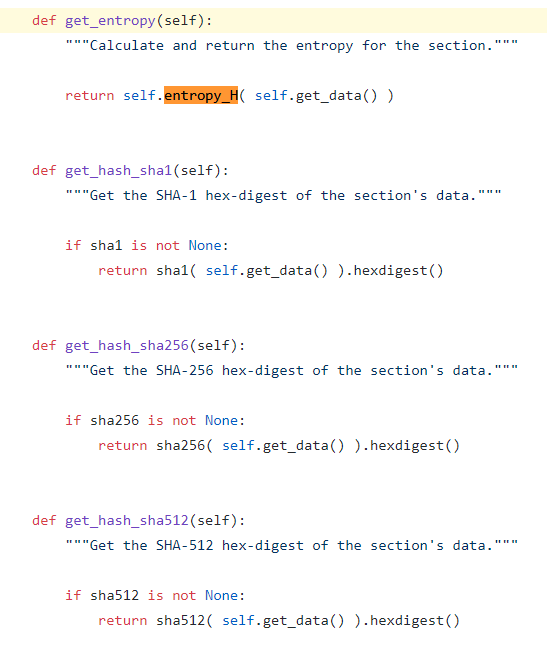 def get_entropy(self):
"""Calculate and return the entropy for the section."""
return self.entropy_H( self.get_data() )
def get_hash_sha1(self):
"""Get the SHA-1 hex-digest of the section's data."""
if sha1 is not None:
return sha1( self.get_data() ).hexdigest()
def get_hash_sha256(self):
"""Get the SHA-256 hex-digest of the section's data."""
if sha256 is not None:
return sha256( self.get_data() ).hexdigest()
def get_hash_sha512(self):
"""Get the SHA-512 hex-digest of the section's data."""
if sha512 is not None:
return sha512( self.get_data() ).hexdigest()